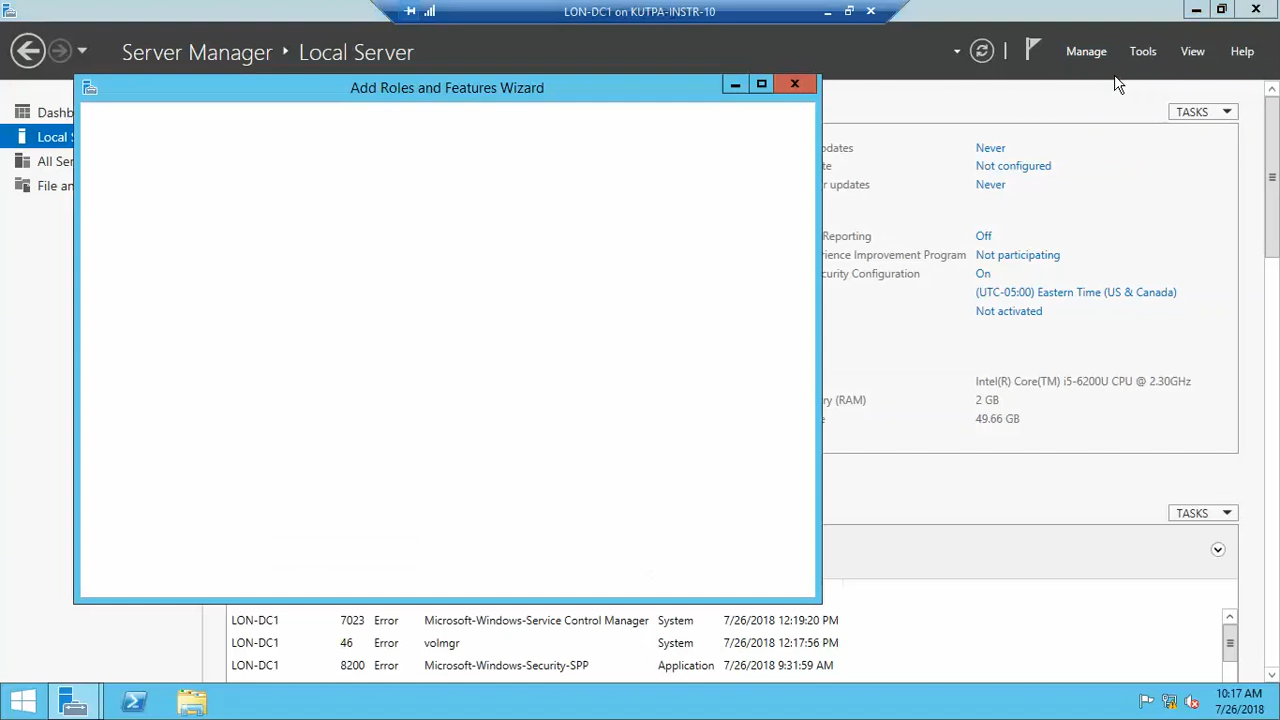 LON-DC1 on KUTPA-INSTR-10
Server Manager ▸ Local Server
Manage Tools View Help
Add Roles and Features Wizard
Dashb
Local S
All Ser
File an
TASKS
pdates Never
te Not configured
r updates Never
Reporting Off
rience Improvement Program Not participating
curity Configuration On
(UTC-05:00) Eastern Time (US & Canada)
Not activated
Intel(R) Core(TM) i5-6200U CPU @ 2.30GHz
ry (RAM) 2 GB
e 49.66 GB
TASKS
LON-DC1 7023 Error Microsoft-Windows-Service Control Manager System 7/26/2018 12:19:20 PM
LON-DC1 46 Error volmgr System 7/26/2018 12:17:56 PM
LON-DC1 8200 Error Microsoft-Windows-Security-SPP Application 7/26/2018 9:31:59 AM
10:17 AM
7/26/2018